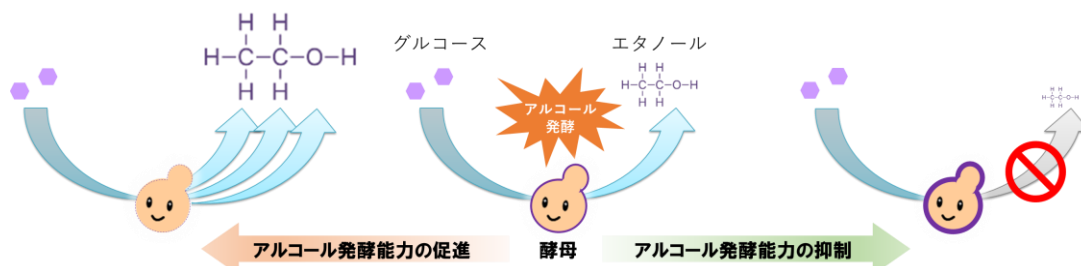 グルコース
エタノール
H H
H-C-C-O-H
H H
H H
H-C-C-O-H
H H
H H
H-C-C-O-H
H H
アルコール
発酵
アルコール発酵能力の促進
酵母
アルコール発酵能力の抑制